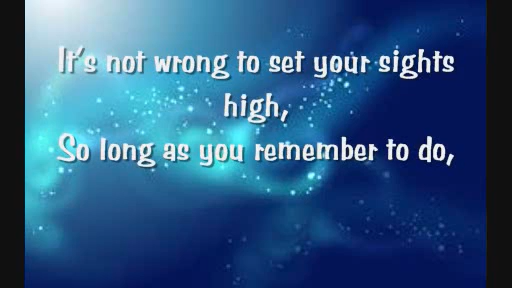 It's not wrong to set your sights
high,
So long as you remember to do,